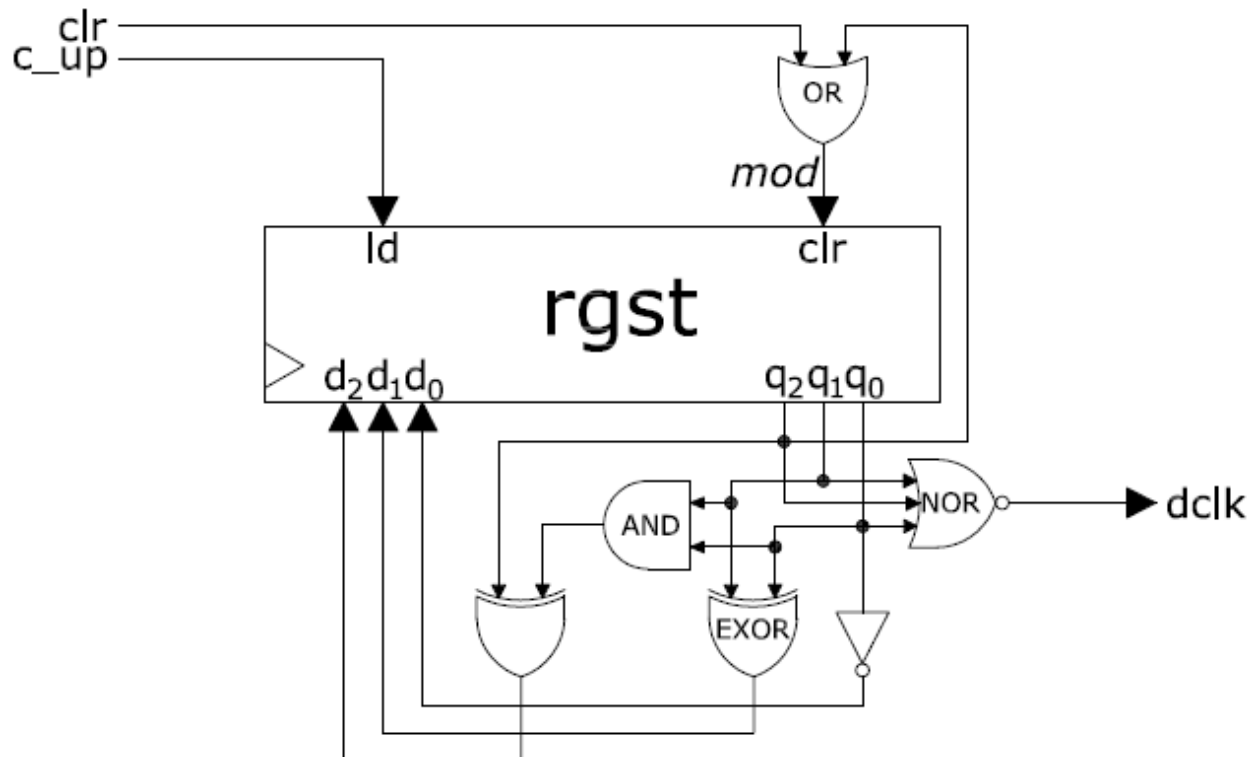 clr
c_up
OR
mod
ld clr
rgst
d₂d₁d₀ q₂q₁q₀
NOR dclk
AND
EXOR